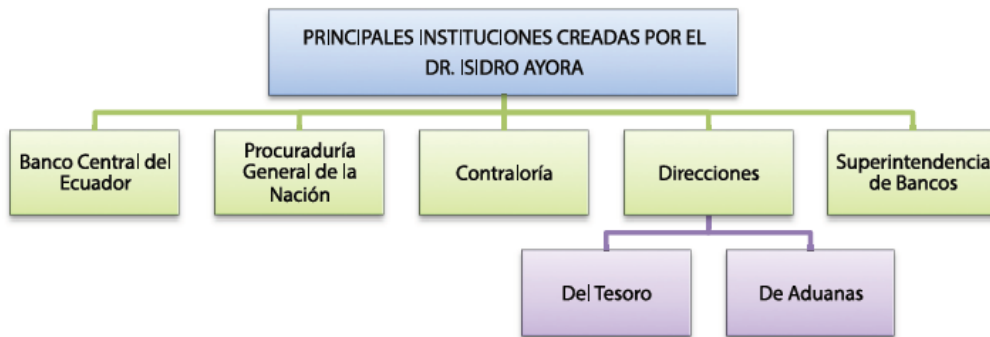 PRINCIPALES INSTITUCIONES CREADAS POR EL
DR. ISIDRO AYORA
Banco Central del
Ecuador
Procuraduría
General de la
Nación
Contraloría
Direcciones
Superintendencia
de Bancos
Del Tesoro
De Aduanas